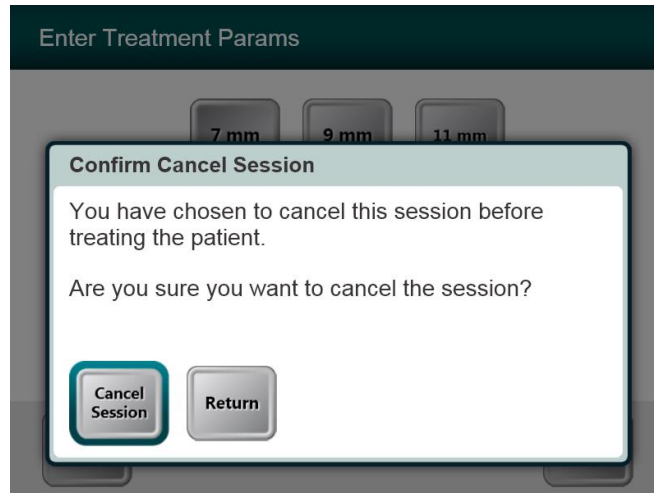 Enter Treatment Params
7 mm 9 mm 11 mm
Confirm Cancel Session
You have chosen to cancel this session before
treating the patient.
Are you sure you want to cancel the session?
Cancel
Session
Return